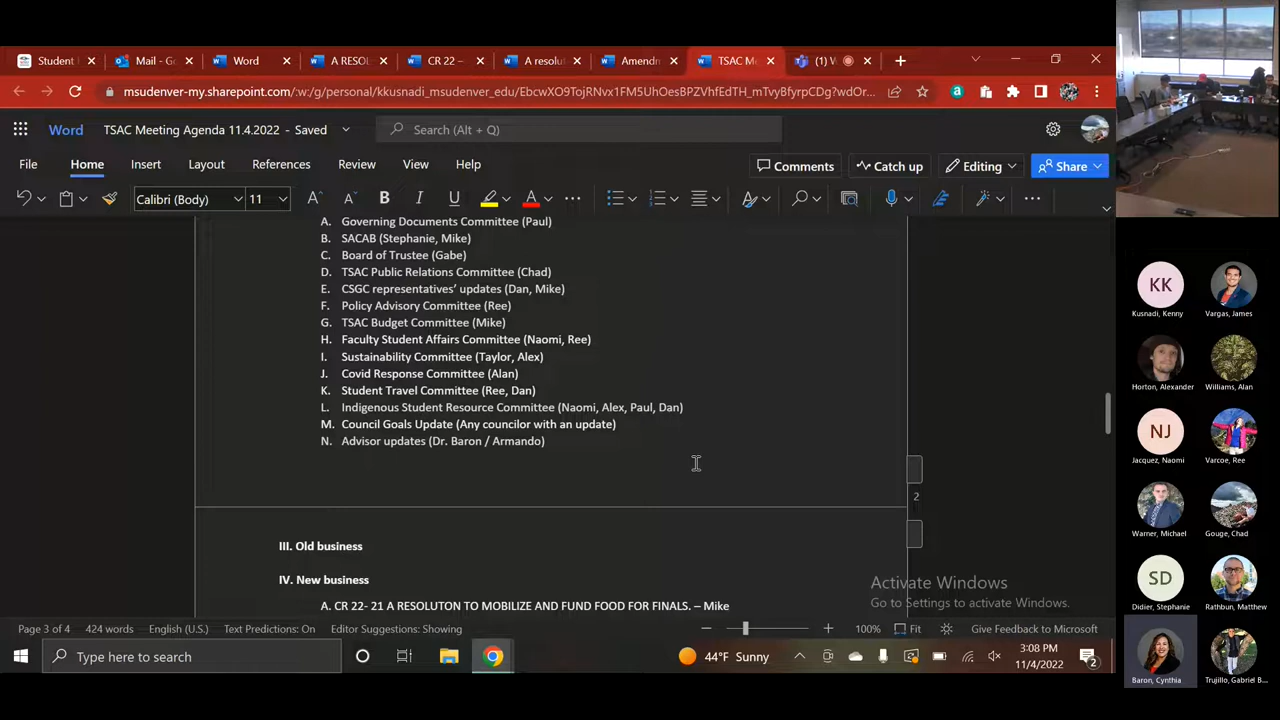 Student
Mail - G
Word
A RESOL
CR 22 –
A resolut
Amendn
TSAC M
(1) W
msudenver-my.sharepoint.com/:w:/g/personal/kkusnadi_msudenver_edu/EbcwXO9TojRNvx1FM5UhOesBPZVhfEdTH_mTvyBfyrpCDg?wdOr...
Word
TSAC Meeting Agenda 11.4.2022 - Saved
Search (Alt + Q)
File Home Insert Layout References Review View Help
Comments Catch up Editing Share
Calibri (Body) 11
A. Governing Documents Committee (Paul)
B. SACAB (Stephanie, Mike)
C. Board of Trustee (Gabe)
D. TSAC Public Relations Committee (Chad)
E. CSGC representatives' updates (Dan, Mike)
F. Policy Advisory Committee (Ree)
G. TSAC Budget Committee (Mike)
H. Faculty Student Affairs Committee (Naomi, Ree)
I. Sustainability Committee (Taylor, Alex)
J. Covid Response Committee (Alan)
K. Student Travel Committee (Ree, Dan)
L. Indigenous Student Resource Committee (Naomi, Alex, Paul, Dan)
M. Council Goals Update (Any councilor with an update)
N. Advisor updates (Dr. Baron / Armando)
2
III. Old business
IV. New business
A. CR 22- 21 A RESOLUTON TO MOBILIZE AND FUND FOOD FOR FINALS. – Mike
Activate Windows
Go to Settings to activate Windows.
Page 3 of 4 424 words English (U.S.) Text Predictions: On Editor Suggestions: Showing
100% Fit Give Feedback to Microsoft
Type here to search
44°F Sunny
3:08 PM
11/4/2022
2
KK
Kusnadi, Kenny
Vargas, James
Horton, Alexander
Williams, Alan
NJ
Jacquez, Naomi
Varcoe, Ree
Warner, Michael
Gouge, Chad
SD
Didier, Stephanie
Rathbun, Matthew
Baron, Cynthia
Trujillo, Gabriel B...